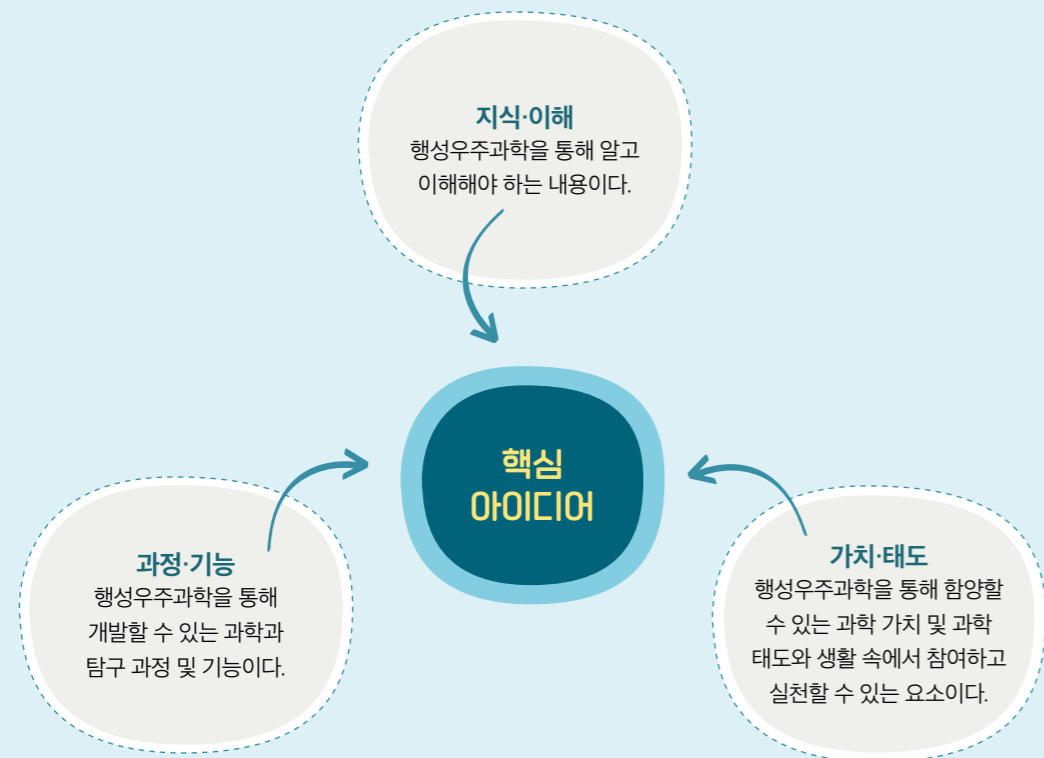 지식·이해
행성우주과학을 통해 알고
이해해야 하는 내용이다.
핵심
아이디어
과정·기능
행성우주과학을 통해
개발할 수 있는 과학과
탐구 과정 및 기능이다.
가치·태도
행성우주과학을 통해 함양할
수 있는 과학 가치 및 과학
태도와 생활 속에서 참여하고
실천할 수 있는 요소이다.